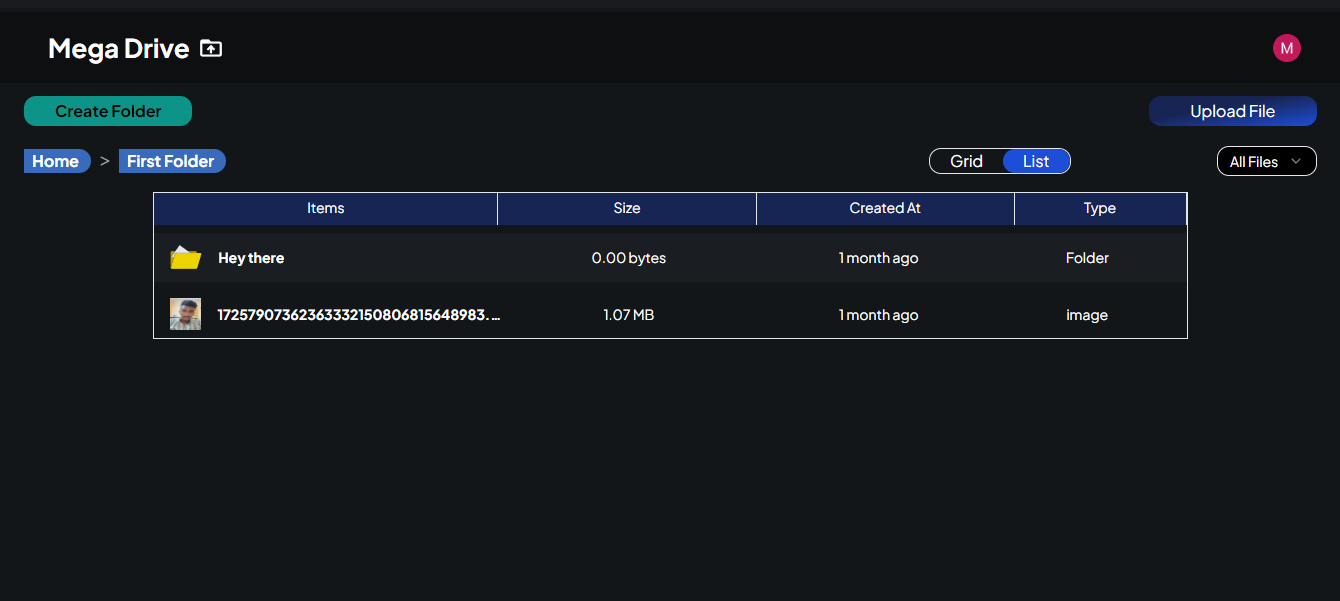 Mega Drive
M
Create Folder
Upload File
Home > First Folder
Grid List
All Files
Items Size Created At Type
Hey there 0.00 bytes 1 month ago Folder
17257907362363332150806815648983.... 1.07 MB 1 month ago image